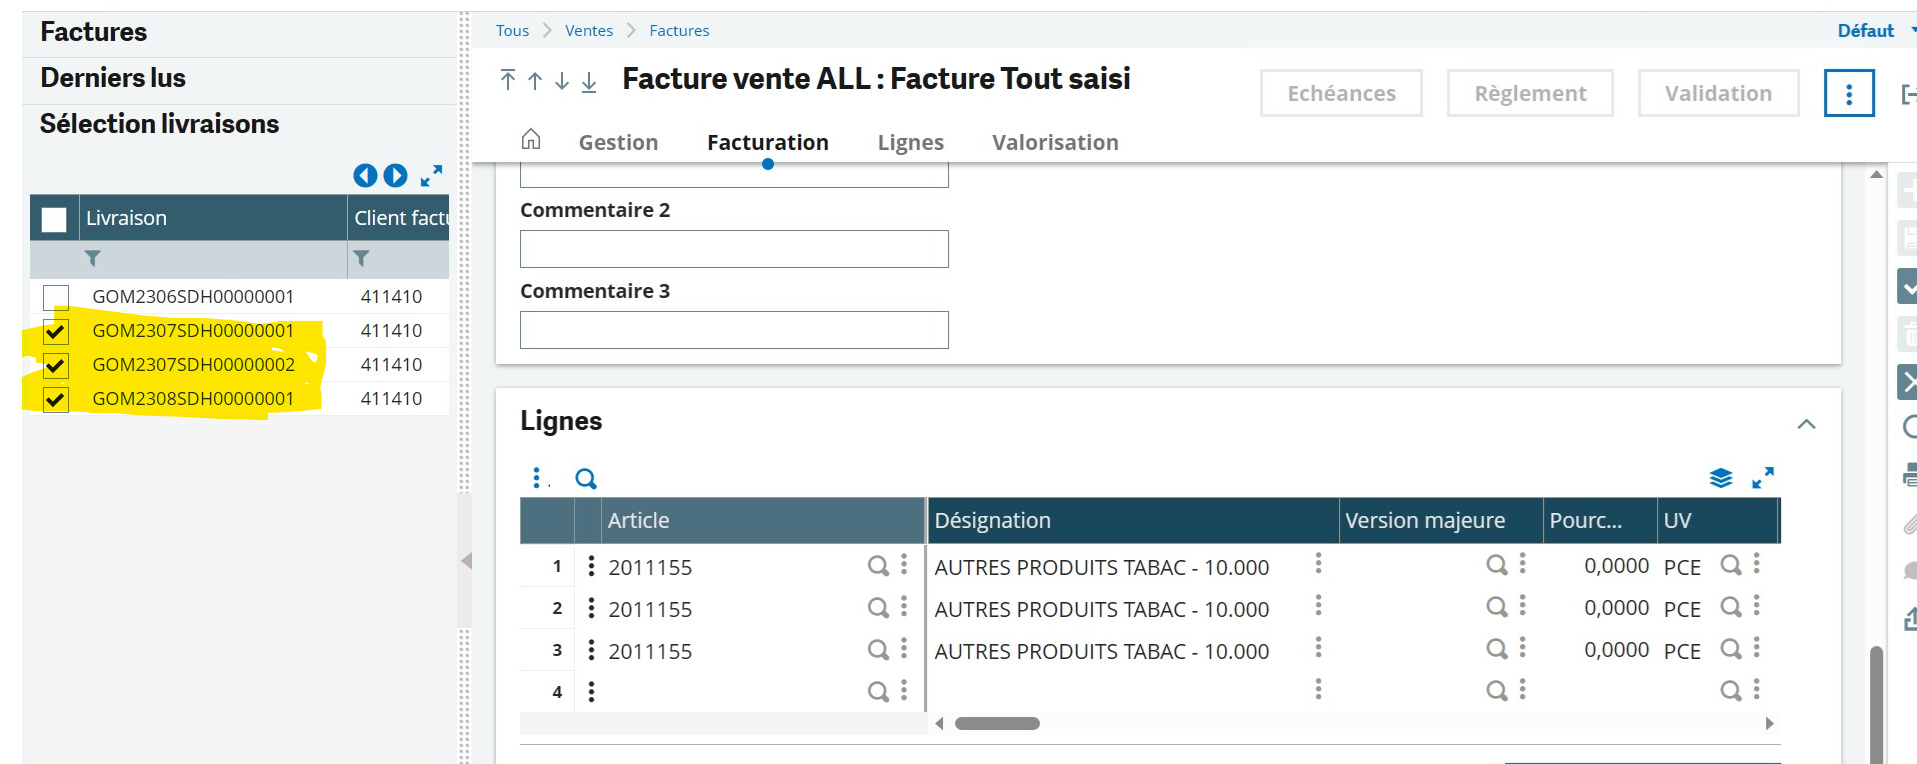 Factures
Derniers lus
Sélection livraisons
Livraison
Client factu
GOM2306SDH00000001 411410
GOM2307SDH00000001 411410
GOM2307SDH00000002 411410
GOM2308SDH00000001 411410
Tous Ventes Factures
Défaut
Facture vente ALL : Facture Tout saisi
Echéances Règlement Validation
Gestion Facturation Lignes Valorisation
Commentaire 2
Commentaire 3
Lignes
Article Désignation Version majeure Pourc... UV
1 2011155 AUTRES PRODUITS TABAC - 10.000 0,0000 PCE
2 2011155 AUTRES PRODUITS TABAC - 10.000 0,0000 PCE
3 2011155 AUTRES PRODUITS TABAC - 10.000 0,0000 PCE
4